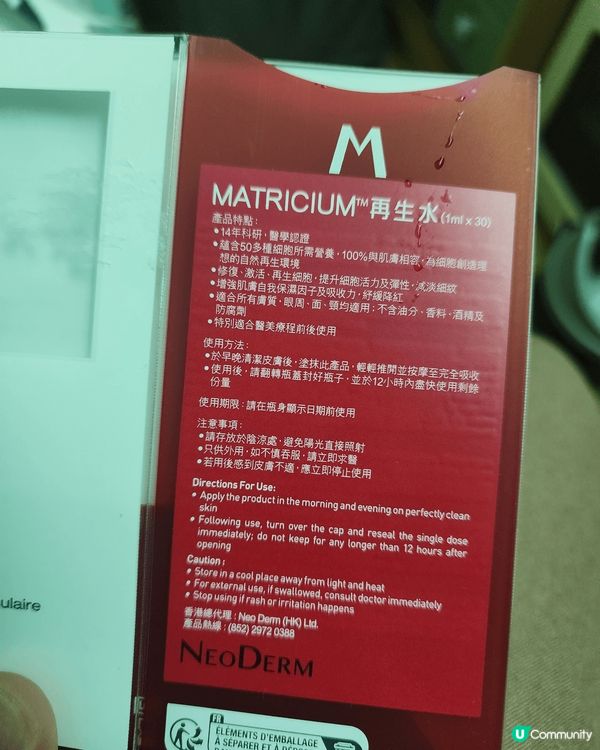 M
MATRICIUM™再生水(1ml x 30)
產品特點:
•14年科研,醫學認證
•蘊含50多種細胞所需營養,100%與肌膚相容,為細胞創造理
想的自然再生環境
•修復、激活、再生細胞,提升細胞活力及彈性,減淡細紋
•增強肌膚自我保濕因子及吸收力,紓緩降紅
•適合所有膚質,眼周、面、頸均適用;不含油分、香料、酒精及
防腐劑
•特別適合醫美療程前後使用
使用方法:
•於早晚清潔皮膚後,塗抹此產品,輕輕推開並按摩至完全吸收
•使用後,請翻轉瓶蓋封好瓶子,並於12小時內盡快使用剩餘
份量
使用期限:請在瓶身顯示日期前使用
注意事項:
•請存放於陰涼處,避免陽光直接照射
•只供外用,如不慎吞服,請立即求醫
•若用後感到皮膚不適,應立即停止使用
Directions For Use:
• Apply the product in the morning and evening on perfectly clean
skin
• Following use, turn over the cap and reseal the single dose
immediately; do not keep for any longer than 12 hours after
opening
Caution :
• Store in a cool place away from light and heat
• For external use, if swallowed, consult doctor immediately
• Stop using if rash or irritation happens
香港總代理 : Neo Derm (HK) Ltd.
產品熱線 : (852) 2972 0388
NEODERM
ulaire
FR
ÉLÉMENTS D'EMBALLAGE
À SÉPARER ET À DÉPO
U Community